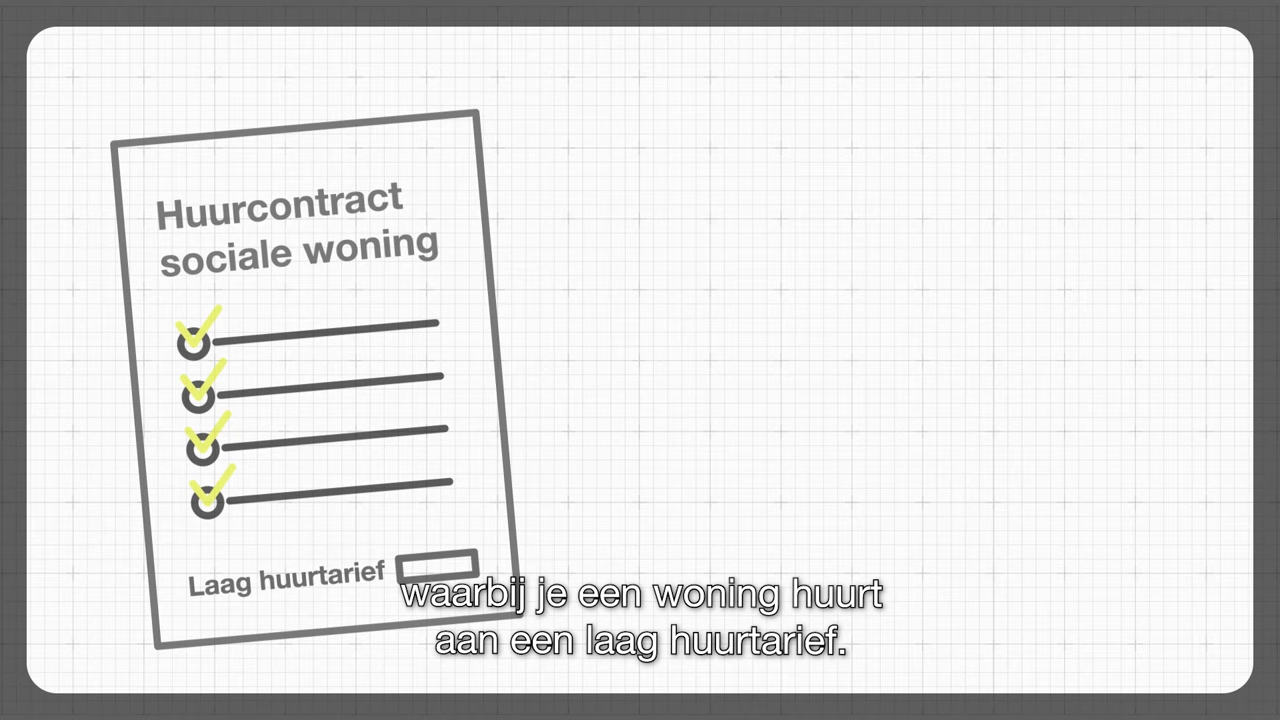 Huurcontract
sociale woning
Laag huurtarief
waarbij je een woning huurt
aan een laag huurtarief.